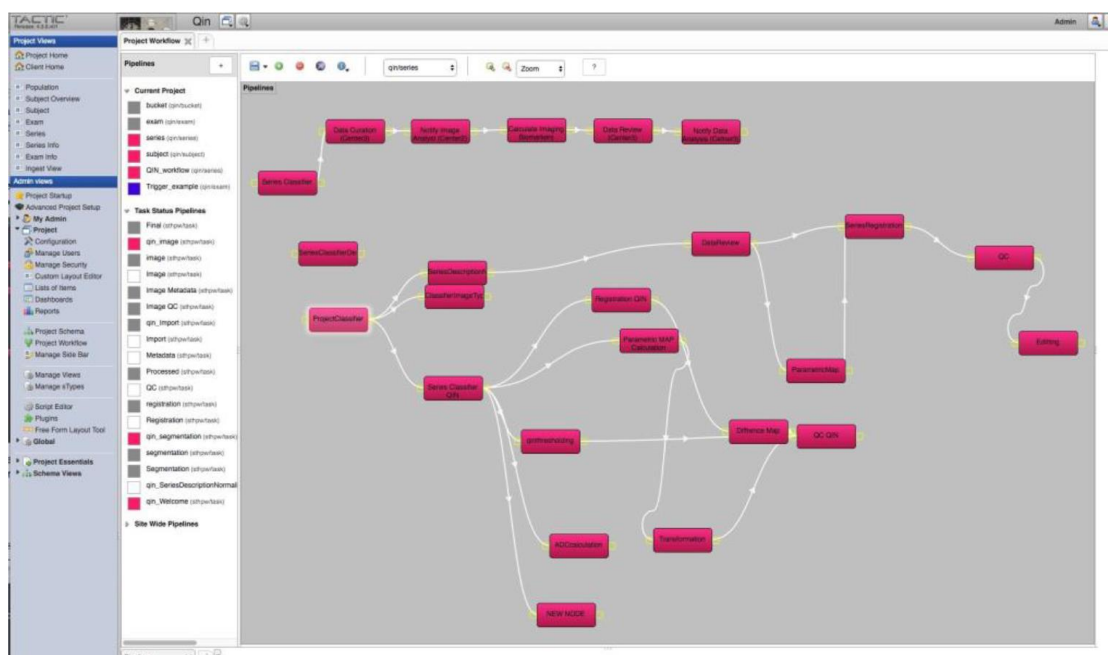 TACTIC
Qin
Admin
Project Views
Project Home
Client Home
Population
Subject Overview
Subject
Exam
Series
Series Info
Exam Info
Ingest View
Admin views
Project Startup
Advanced Project Setup
My Admin
Project
Configuration
Manage Users
Manage Security
Custom Layout Editor
Lists of Items
Dashboards
Reports
Project Schema
Project Workflow
Manage Side Bar
Manage Views
Manage sTypes
Script Editor
Plugins
Free Form Layout Tool
Global
Project Essentials
Schema Views
Project Workflow
Pipelines
+
Current Project
bucket (qin/bucket)
exam (qin/exam)
series (qin/series)
subject (qin/subject)
QIN_workflow (qin/series)
Trigger_example (qin/exam)
Task Status Pipelines
Final (sthpw/task)
qin_image (sthpw/task)
image (sthpw/task)
Image (sthpw/task)
Image Metadata (sthpw/task)
Image QC (sthpw/task)
qin_Import (sthpw/task)
Import (sthpw/task)
Metadata (sthpw/task)
Processed (sthpw/task)
QC (sthpw/task)
registration (sthpw/task)
Registration (sthpw/task)
qin_segmentation (sthpw/task)
segmentation (sthpw/task)
Segmentation (sthpw/task)
qin_SeriesDescriptionNormali
qin_Welcome (sthpw/task)
Site Wide Pipelines
qin/series
Zoom
?
Pipelines
Data Curation (Center3)
Notify Image Analyst (Center3)
Calculate Imaging Biomarkers
Data Review (Center3)
Notify Data Analysis (Center1)
Series Classifier
SeriesClassifierDe
SeriesDescriptionN
ClassifierImageTyp
ProjectClassifier
Series Classifier QIN
Registration QIN
Parametric MAP Calculation
DataReview
SeriesRegistration
QC
Editing
ParametricMap
qinthresholding
Difrence Map
QC QIN
Transformation
ADCcalculation
NEW NODE